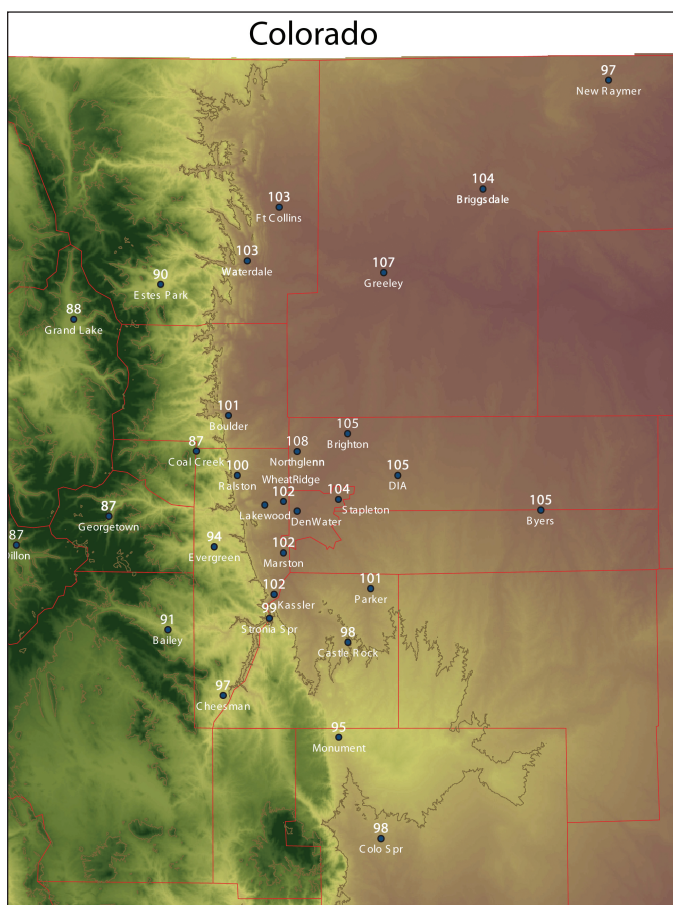 Colorado
97
New Raymer
104
Briggsdale
103
Ft Collins
103
Waterdale
107
Greeley
90
Estes Park
88
Grand Lake
101
Boulder
105
Brighton
87
Coal Creek
108
Northglenn
100
Ralston
WheatRidge
105
DIA
102
Lakewood
104
Stapleton
DenWater
105
Byers
87
Georgetown
87
Dillon
94
Evergreen
102
Marston
102
Kassler
101
Parker
99
Stronia Spr
98
Castle Rock
91
Bailey
97
Cheesman
95
Monument
98
Colo Spr